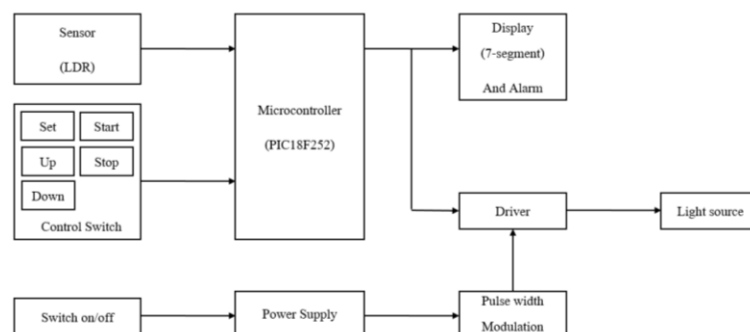 Sensor
(LDR)
Set
Start
Up
Stop
Down
Control Switch
Microcontroller
(PIC18F252)
Display
(7-segment)
And Alarm
Driver
Light source
Switch on/off
Power Supply
Pulse width
Modulation